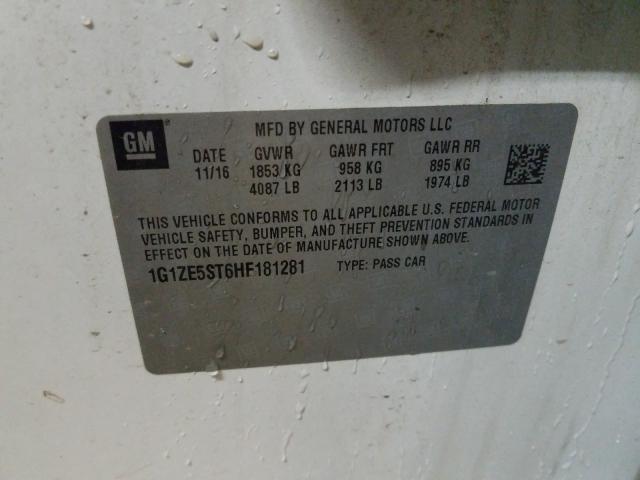 GM
MFD BY GENERAL MOTORS LLC
DATE GVWR GAWR FRT GAWR RR
11/16 1853 KG 958 KG 895 KG
4087 LB 2113 LB 1974 LB
THIS VEHICLE CONFORMS TO ALL APPLICABLE U.S. FEDERAL MOTOR
VEHICLE SAFETY, BUMPER, AND THEFT PREVENTION STANDARDS IN
EFFECT ON THE DATE OF MANUFACTURE SHOWN ABOVE.
1G1ZE5ST6HF181281 TYPE: PASS CAR